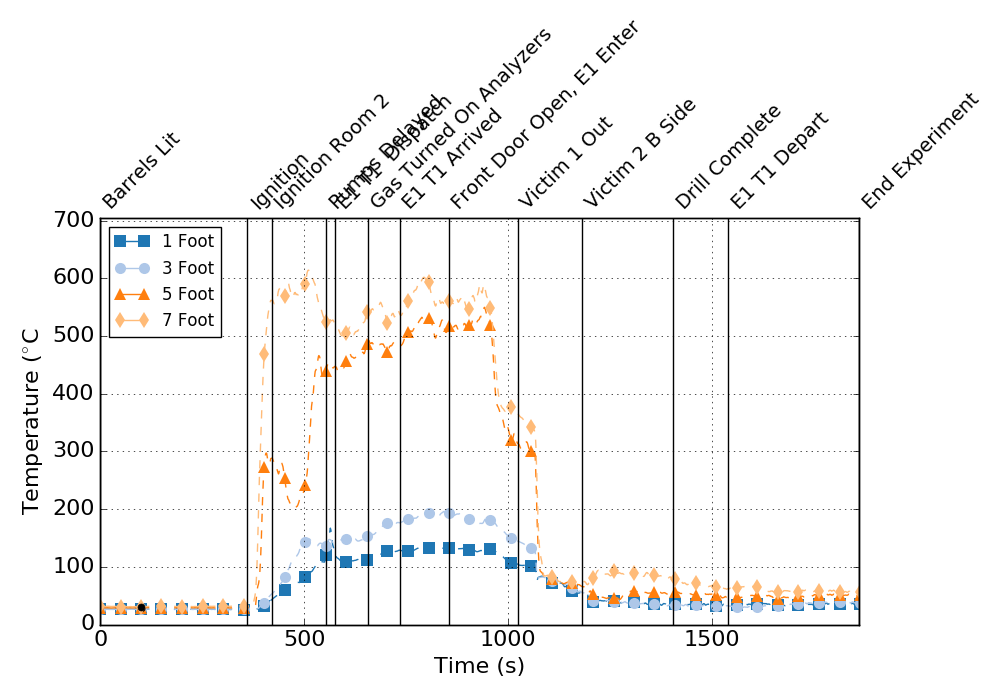 Barrels Lit
Ignition
Ignition Room 2
Pumps Delayed
E1 T1 Dispatch
Gas Turned On Analyzers
E1 T1 Arrived
Front Door Open, E1 Enter
Victim 1 Out
Victim 2 B Side
Drill Complete
E1 T1 Depart
End Experiment
700
600
500
400
300
200
100
0
Temperature (°C
1 Foot
3 Foot
5 Foot
7 Foot
0 500 1000 1500
Time (s)